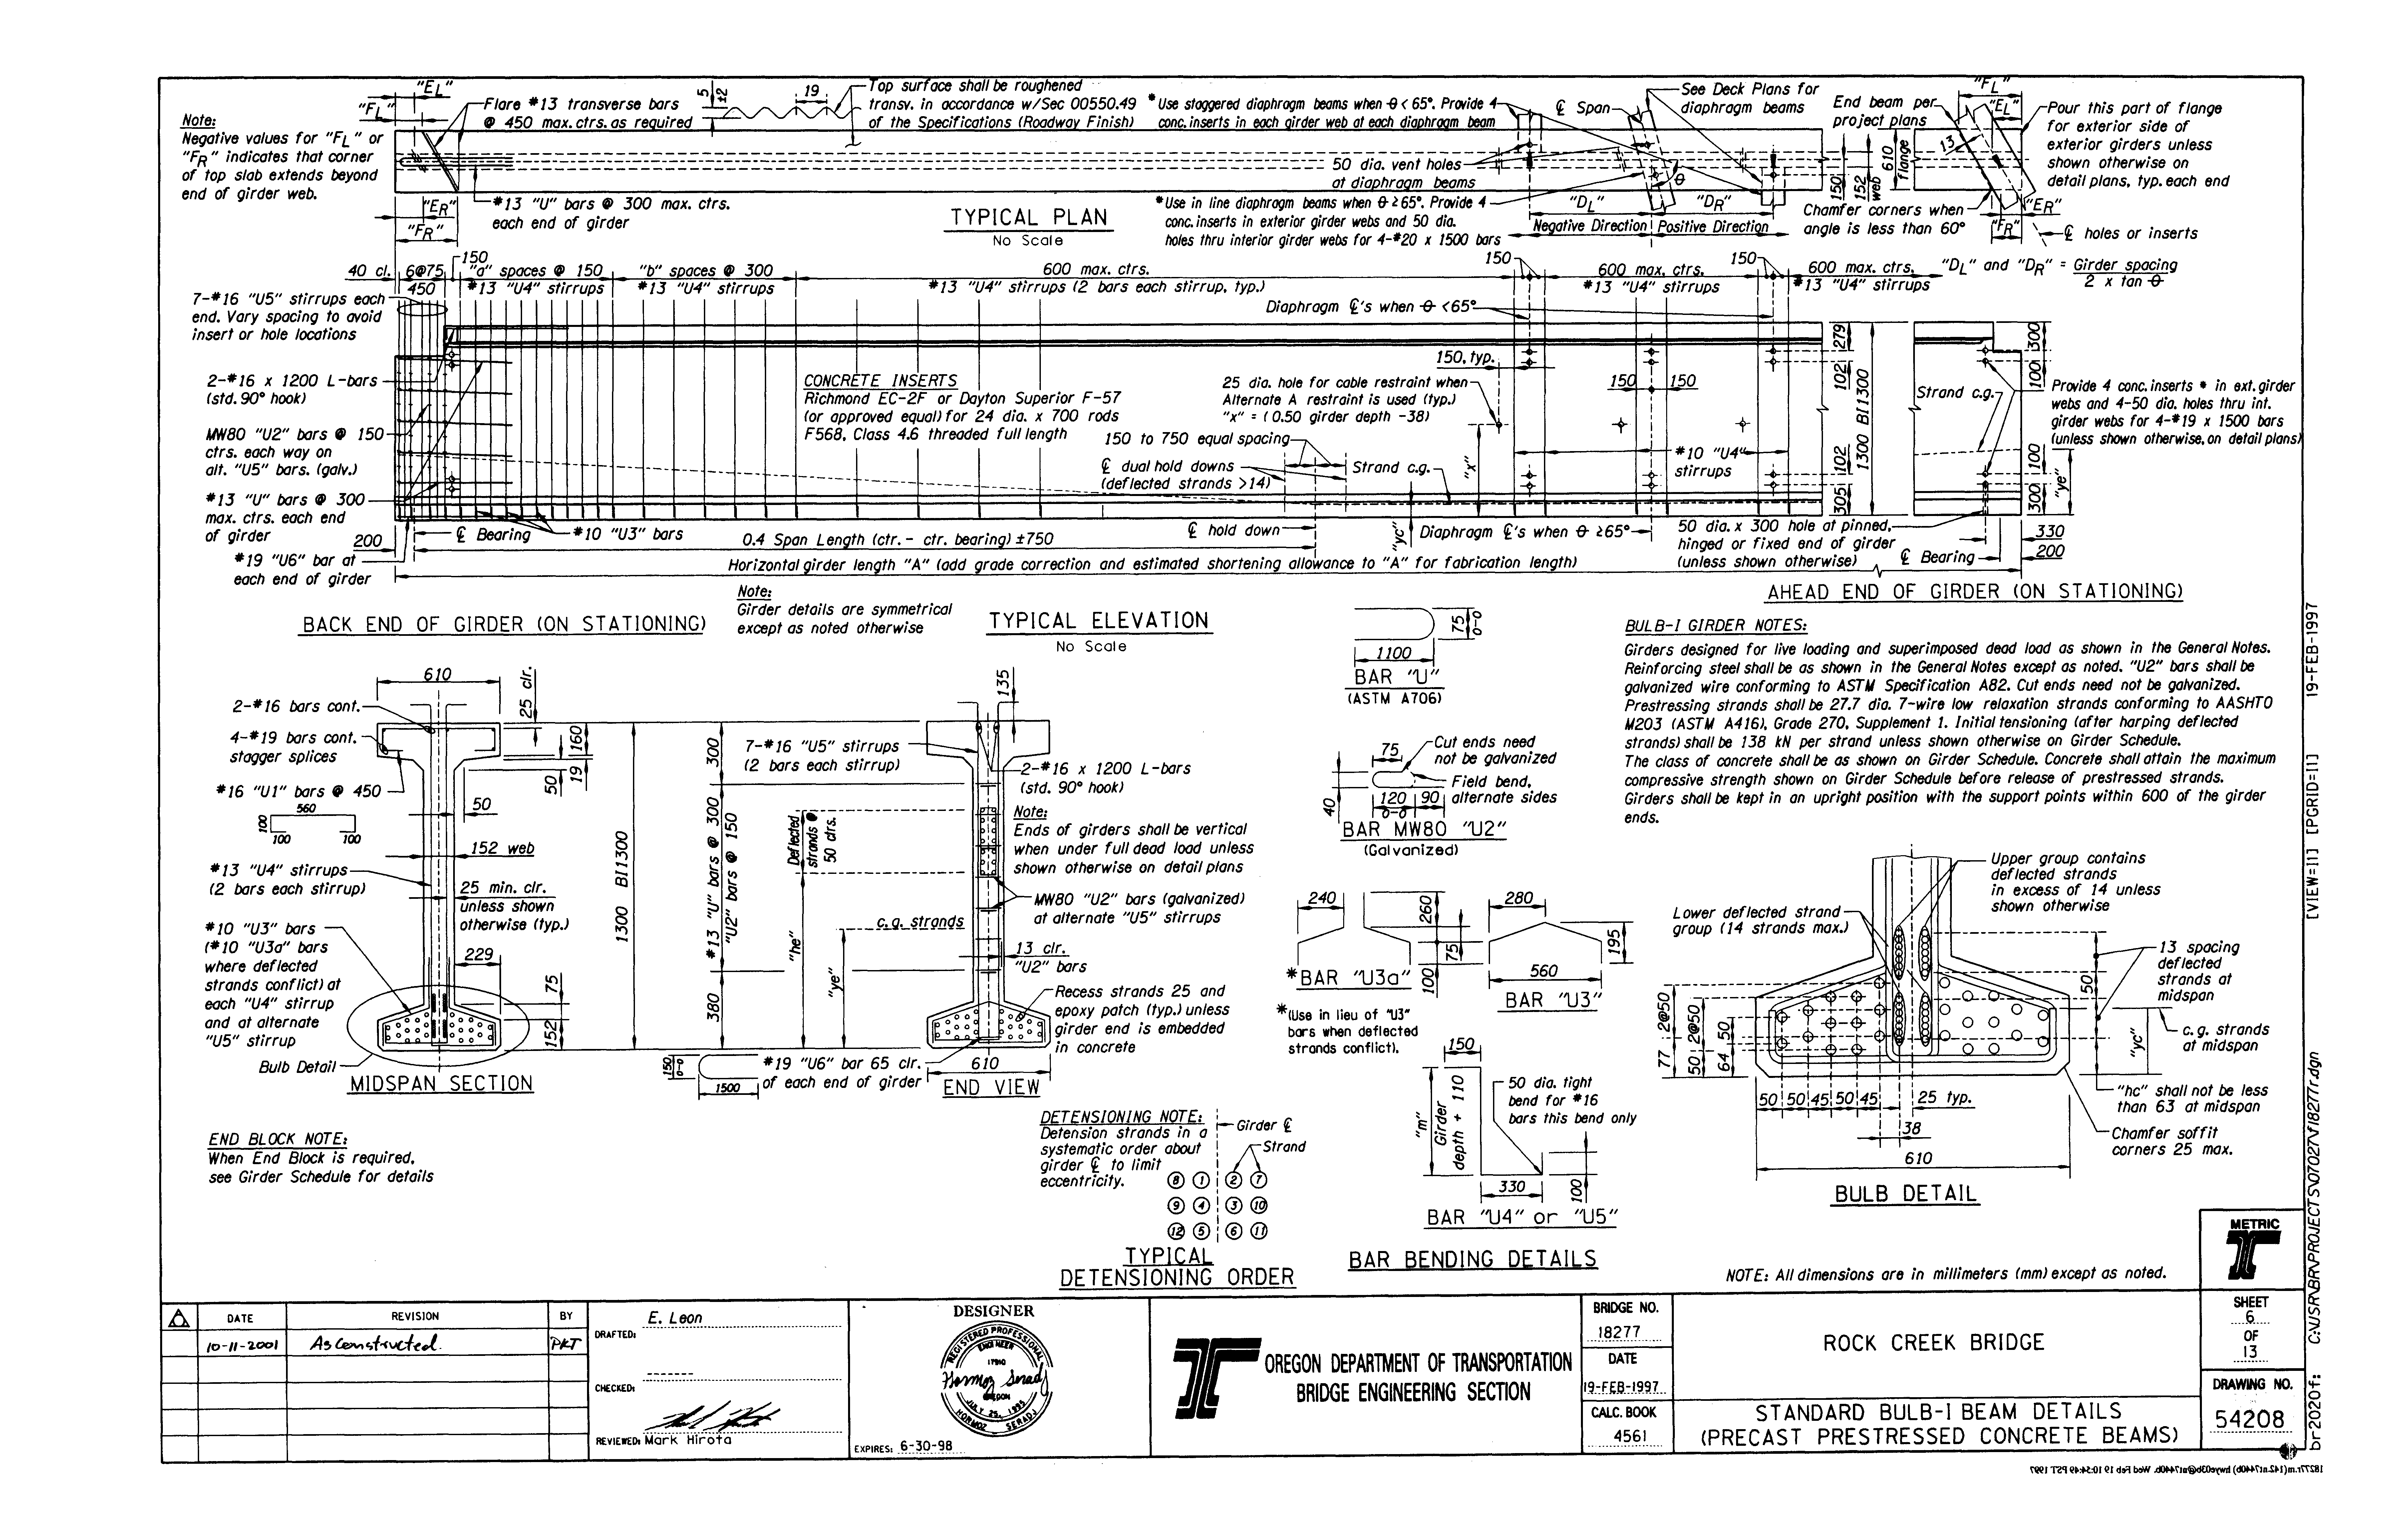 Note:
Negative values for "FL" or
"FR" indicates that corner
of top slab extends beyond
end of girder web.
"EL"
"FL"
Flare #13 transverse bars
@ 450 max. ctrs. as required
5
±2
19
Top surface shall be roughened
transv. in accordance w/Sec 00550.49
of the Specifications (Roadway Finish)
*Use staggered diaphragm beams when θ < 65°. Provide 4
conc. inserts in each girder web at each diaphragm beam
℄ Span
See Deck Plans for
diaphragm beams
End beam per
project plans
"FL"
"EL"
Pour this part of flange
for exterior side of
exterior girders unless
shown otherwise on
detail plans, typ. each end
50 dia. vent holes
at diaphragm beams
θ
150
152
web
610
flange
13
"ER"
"FR"
#13 "U" bars @ 300 max. ctrs.
each end of girder
TYPICAL PLAN
No Scale
*Use in line diaphragm beams when θ ≥ 65°. Provide 4
conc. inserts in exterior girder webs and 50 dia.
holes thru interior girder webs for 4-#20 x 1500 bars
"DL"
"DR"
Negative Direction
Positive Direction
Chamfer corners when
angle is less than 60°
"ER"
"FR"
℄ holes or inserts
40 cl.
6@75
450
150
"a" spaces @ 150
#13 "U4" stirrups
"b" spaces @ 300
#13 "U4" stirrups
600 max. ctrs.
#13 "U4" stirrups (2 bars each stirrup, typ.)
150
600 max. ctrs.
#13 "U4" stirrups
150
600 max. ctrs.
#13 "U4" stirrups
"DL" and "DR" = Girder spacing
2 x tan θ
7-#16 "U5" stirrups each
end. Vary spacing to avoid
insert or hole locations
Diaphragm ℄'s when θ <65°
2-#16 x 1200 L-bars
(std. 90° hook)
MW80 "U2" bars @ 150
ctrs. each way on
alt. "U5" bars. (galv.)
#13 "U" bars @ 300
max. ctrs. each end
of girder
#19 "U6" bar at
each end of girder
CONCRETE INSERTS
Richmond EC-2F or Dayton Superior F-57
(or approved equal) for 24 dia. x 700 rods
F568, Class 4.6 threaded full length
150, typ.
25 dia. hole for cable restraint when
Alternate A restraint is used (typ.)
"x" = (0.50 girder depth -38)
150 to 750 equal spacing
℄ dual hold downs
(deflected strands >14)
Strand c.g.
"x"
150
150
#10 "U4"
stirrups
279
102
1300 BI1300
102
305
Strand c.g.
300
100
100
300
"ye"
Provide 4 conc. inserts * in ext. girder
webs and 4-50 dia. holes thru int.
girder webs for 4-#19 x 1500 bars
(unless shown otherwise, on detail plans)
200
℄ Bearing
#10 "U3" bars
0.4 Span Length (ctr. - ctr. bearing) ±750
℄ hold down
"yc"
Diaphragm ℄'s when θ ≥65°
50 dia. x 300 hole at pinned,
hinged or fixed end of girder
(unless shown otherwise)
℄ Bearing
330
200
Horizontal girder length "A" (add grade correction and estimated shortening allowance to "A" for fabrication length)
BACK END OF GIRDER (ON STATIONING)
Note:
Girder details are symmetrical
except as noted otherwise
TYPICAL ELEVATION
No Scale
AHEAD END OF GIRDER (ON STATIONING)
610
25 clr.
2-#16 bars cont.
4-#19 bars cont.
stagger splices
160
19
50
#16 "U1" bars @ 450
560
100
100
100
50
152 web
#13 "U4" stirrups
(2 bars each stirrup)
25 min. clr.
unless shown
otherwise (typ.)
#10 "U3" bars
(#10 "U3a" bars
where deflected
strands conflict) at
each "U4" stirrup
and at alternate
"U5" stirrup
229
75
152
Bulb Detail
MIDSPAN SECTION
1300 BI1300
300
#13 "U" bars @ 300
"U2" bars @ 150
380
135
7-#16 "U5" stirrups
(2 bars each stirrup)
2-#16 x 1200 L-bars
(std. 90° hook)
Deflected
strands @
50 ctrs.
"he"
Note:
Ends of girders shall be vertical
when under full dead load unless
shown otherwise on detail plans
MW80 "U2" bars (galvanized)
at alternate "U5" stirrups
c.g. strands
"ye"
13 clr.
"U2" bars
Recess strands 25 and
epoxy patch (typ.) unless
girder end is embedded
in concrete
150
0-0
1500
#19 "U6" bar 65 clr.
of each end of girder
610
END VIEW
75
0-0
1100
BAR "U"
(ASTM A706)
75
Cut ends need
not be galvanized
Field bend,
alternate sides
40
120
0-0
90
BAR MW80 "U2"
(Galvanized)
240
260
75
100
*BAR "U3a"
280
195
560
BAR "U3"
*(Use in lieu of "U3"
bars when deflected
strands conflict).
150
"m"
Girder
depth + 110
50 dia. tight
bend for #16
bars this bend only
330
100
BAR "U4" or "U5"
BAR BENDING DETAILS
BULB-I GIRDER NOTES:
Girders designed for live loading and superimposed dead load as shown in the General Notes.
Reinforcing steel shall be as shown in the General Notes except as noted. "U2" bars shall be
galvanized wire conforming to ASTM Specification A82. Cut ends need not be galvanized.
Prestressing strands shall be 27.7 dia. 7-wire low relaxation strands conforming to AASHTO
M203 (ASTM A416), Grade 270, Supplement 1. Initial tensioning (after harping deflected
strands) shall be 138 kN per strand unless shown otherwise on Girder Schedule.
The class of concrete shall be as shown on Girder Schedule. Concrete shall attain the maximum
compressive strength shown on Girder Schedule before release of prestressed strands.
Girders shall be kept in an upright position with the support points within 600 of the girder
ends.
Upper group contains
deflected strands
in excess of 14 unless
shown otherwise
Lower deflected strand
group (14 strands max.)
13 spacing
deflected
strands at
midspan
50
c.g. strands
at midspan
"yc"
77
2@50
50
2@50
64
50
50
50
45
50
45
25 typ.
38
610
"hc" shall not be less
than 63 at midspan
Chamfer soffit
corners 25 max.
BULB DETAIL
END BLOCK NOTE:
When End Block is required,
see Girder Schedule for details
DETENSIONING NOTE:
Detension strands in a
systematic order about
girder ℄ to limit
eccentricity.
Girder ℄
Strand
8 1 2 7
9 4 3 10
12 5 6 11
TYPICAL
DETENSIONING ORDER
NOTE: All dimensions are in millimeters (mm) except as noted.
METRIC
DATE
REVISION
BY
10-11-2001
As Constructed.
PKT
DRAFTED:
E. Leon
CHECKED:
REVIEWED: Mark Hirota
DESIGNER
REGISTERED PROFESSIONAL
ENGINEER
17910
Hormoz Seradj
OREGON
JULY 25, 1995
HORMOZ SERADJ
EXPIRES: 6-30-98
OREGON DEPARTMENT OF TRANSPORTATION
BRIDGE ENGINEERING SECTION
BRIDGE NO.
18277
DATE
19-FEB-1997
CALC. BOOK
4561
ROCK CREEK BRIDGE
STANDARD BULB-I BEAM DETAILS
(PRECAST PRESTRESSED CONCRETE BEAMS)
SHEET
6
OF
13
DRAWING NO.
54208
br2020f: C:\USR\BR\PROJECTS\0702\V18277r.dgn [VIEW=11] [PGRID=11] 19-FEB-1997